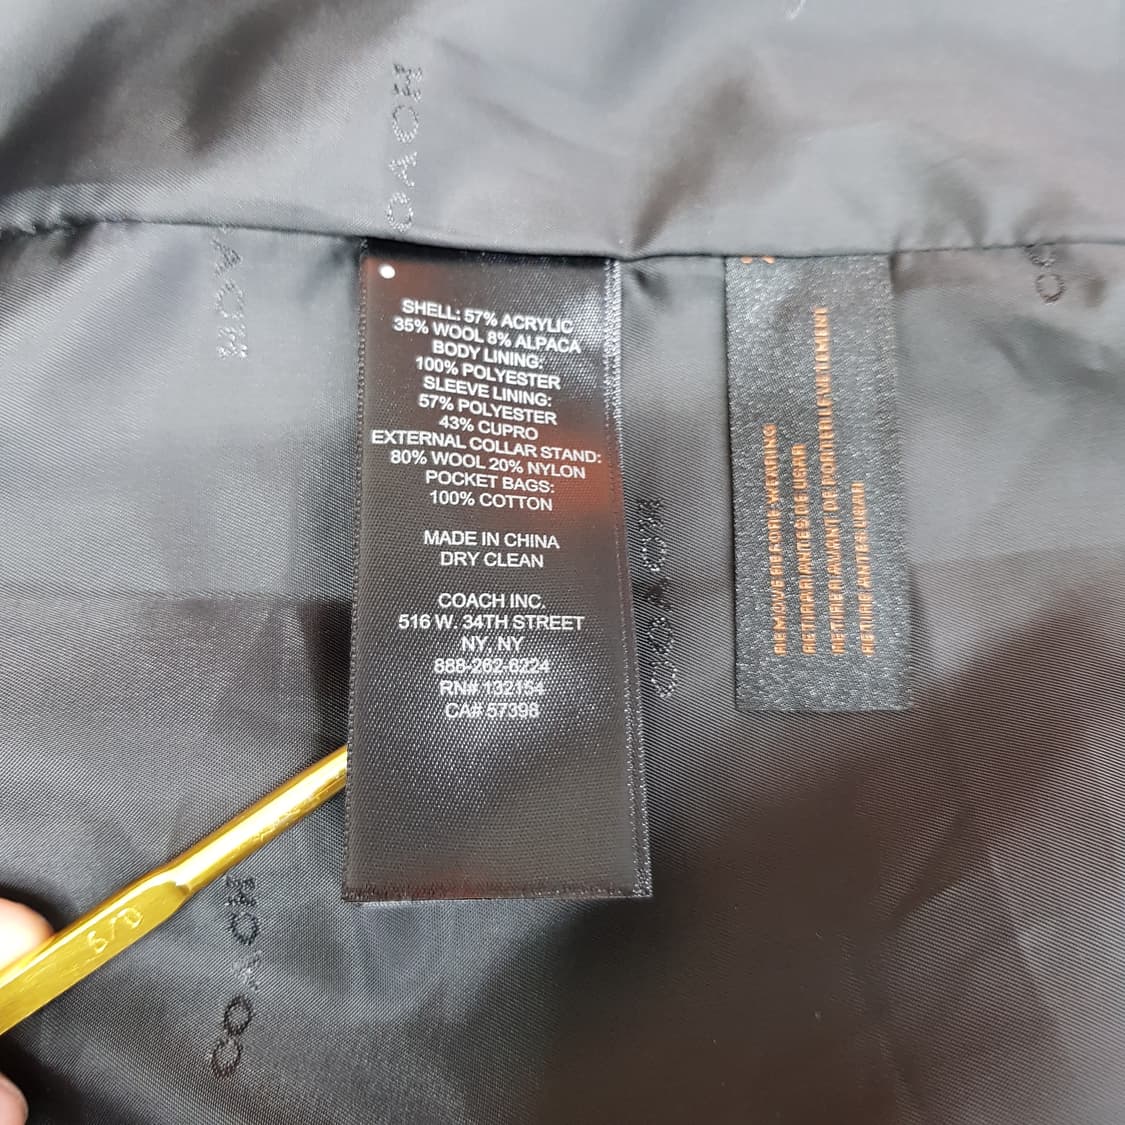 COACH
COACH
SHELL: 57% ACRYLIC
35% WOOL 8% ALPACA
BODY LINING:
100% POLYESTER
SLEEVE LINING:
57% POLYESTER
43% CUPRO
EXTERNAL COLLAR STAND:
80% WOOL 20% NYLON
POCKET BAGS:
100% COTTON
MADE IN CHINA
DRY CLEAN
COACH INC.
516 W. 34TH STREET
NY, NY
888-262-6224
RN# 132154
CA# 57398
REMOVE BEFORE WEARING
RETIRAR ANTES DE USAR
RETIRER AVANT DE PORTER LE VETEMENT
RETIRE ANTES USAR
COACH
COACH